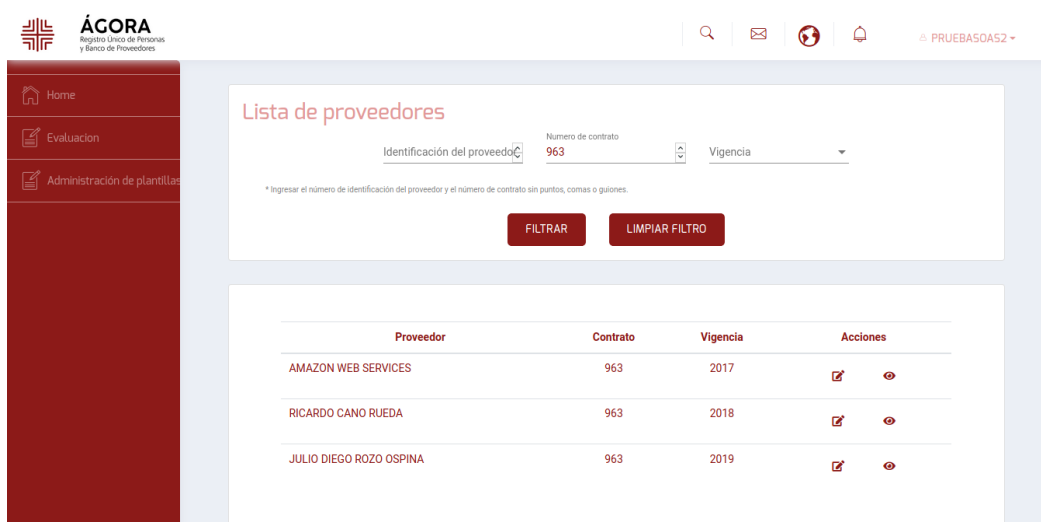 ÁGORA
Registro Único de Personas
y Banco de Proveedores
PRUEBASOAS2
Home
Evaluacion
Administración de plantillas
Lista de proveedores
Identificación del proveedor
Numero de contrato
963
Vigencia
* Ingresar el número de identificación del proveedor y el número de contrato sin puntos, comas o guiones.
FILTRAR LIMPIAR FILTRO
Proveedor Contrato Vigencia Acciones
AMAZON WEB SERVICES 963 2017
RICARDO CANO RUEDA 963 2018
JULIO DIEGO ROZO OSPINA 963 2019